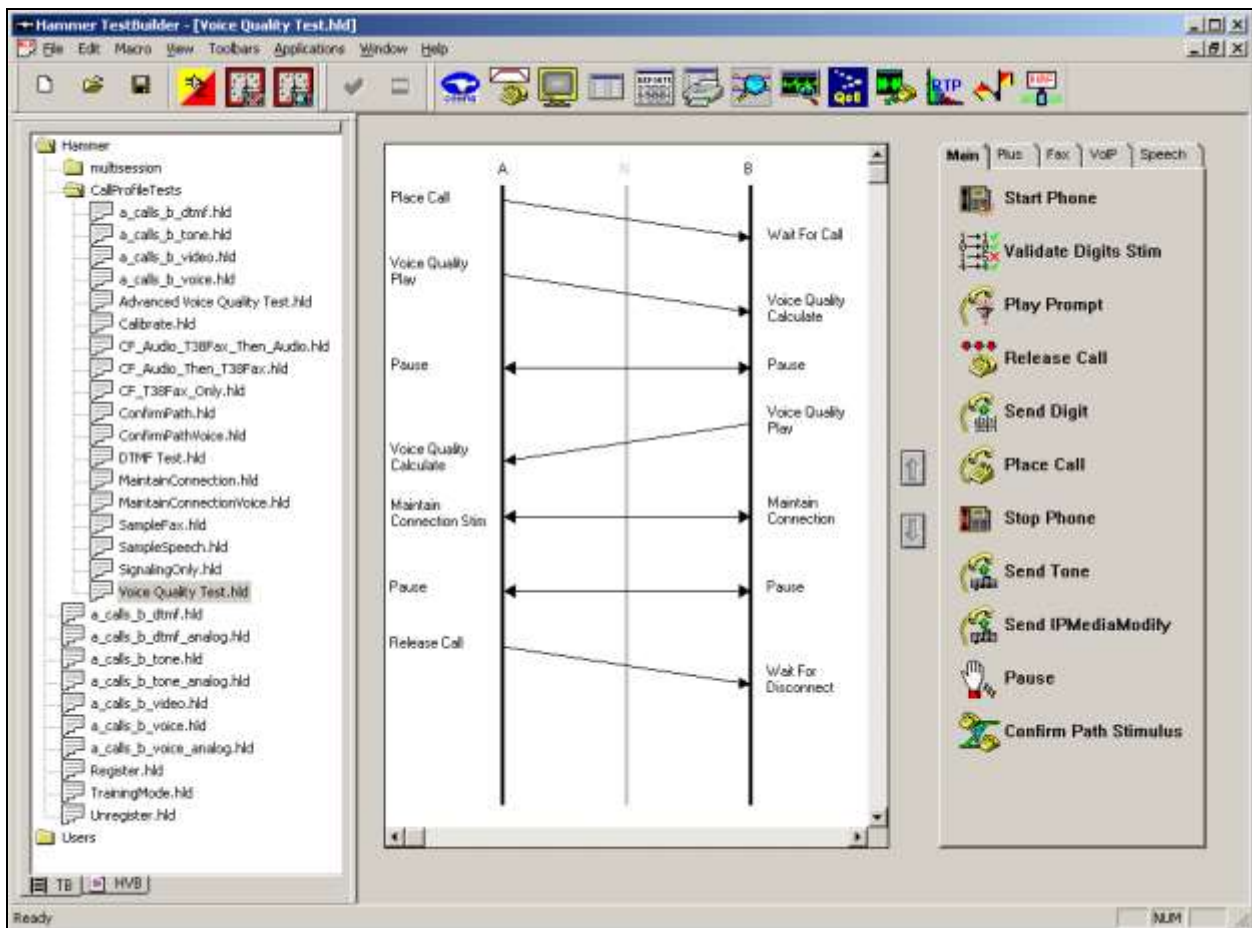 Hammer TestBuilder - [Voice Quality Test.hld]
File Edit Macro View Toolbars Applications Window Help
CONFIG
REPORTS
QoS
RTP
Hammer
multisession
CallProfileTests
a_calls_b_dtmf.hld
a_calls_b_tone.hld
a_calls_b_video.hld
a_calls_b_voice.hld
Advanced Voice Quality Test.hld
Calibrate.hld
CF_Audio_T38Fax_Then_Audio.hld
CF_Audio_Then_T38Fax.hld
CF_T38Fax_Only.hld
ConfirmPath.hld
ConfirmPathVoice.hld
DTMF Test.hld
MaintainConnection.hld
MaintainConnectionVoice.hld
SampleFax.hld
SampleSpeech.hld
SignalingOnly.hld
Voice Quality Test.hld
a_calls_b_dtmf.hld
a_calls_b_dtmf_analog.hld
a_calls_b_tone.hld
a_calls_b_tone_analog.hld
a_calls_b_video.hld
a_calls_b_voice.hld
a_calls_b_voice_analog.hld
Register.hld
TrainingMode.hld
Unregister.hld
Users
TB HVB
A N B
Place Call
Wait For Call
Voice Quality
Play
Voice Quality
Calculate
Pause
Pause
Voice Quality
Play
Voice Quality
Calculate
Maintain
Connection Stim
Maintain
Connection
Pause
Pause
Release Call
Wait For
Disconnect
Main Plus Fax VoIP Speech
Start Phone
Validate Digits Stim
Play Prompt
Release Call
Send Digit
Place Call
Stop Phone
Send Tone
Send IPMediaModify
Pause
Confirm Path Stimulus
Ready
NUM